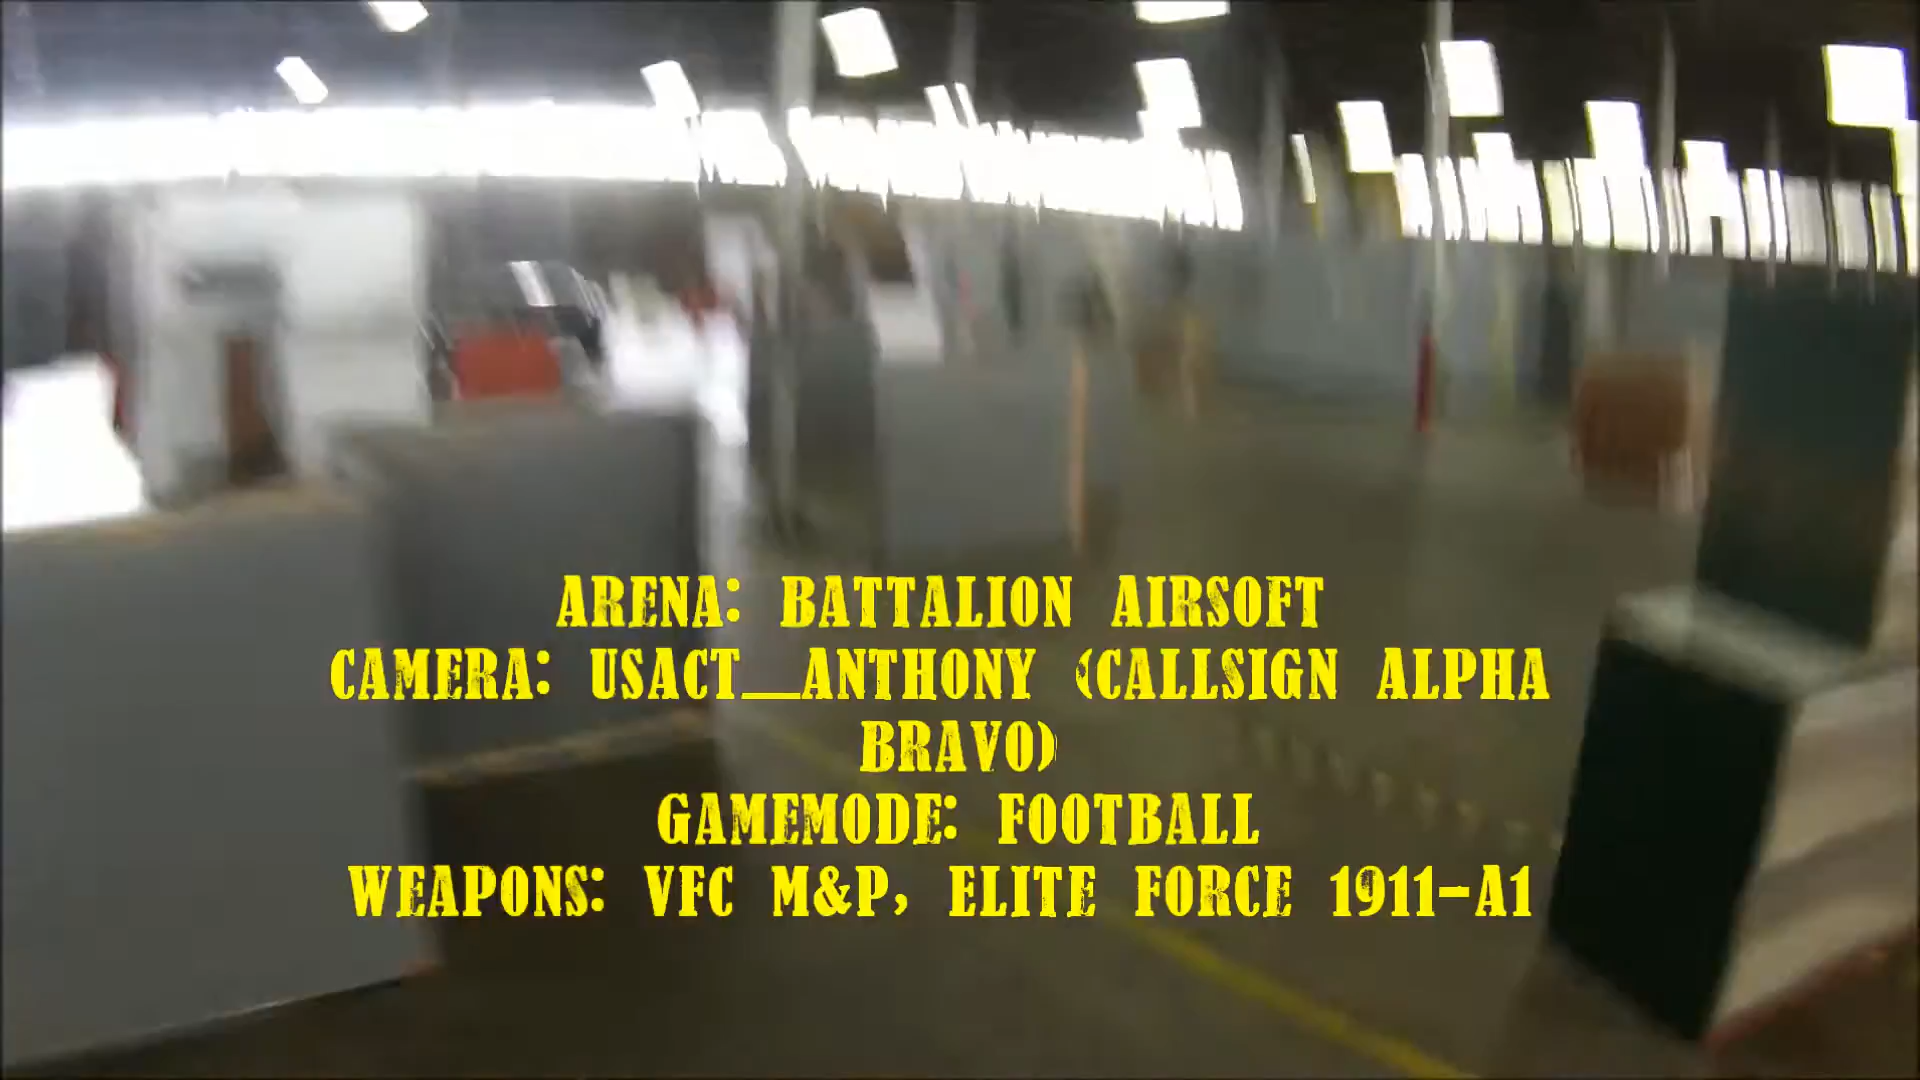 ARENA: BATTALION AIRSOFT
CAMERA: USACT_ANTHONY (CALLSIGN ALPHA
BRAVO)
GAMEMODE: FOOTBALL
WEAPONS: VFC M&P, ELITE FORCE 1911-A1